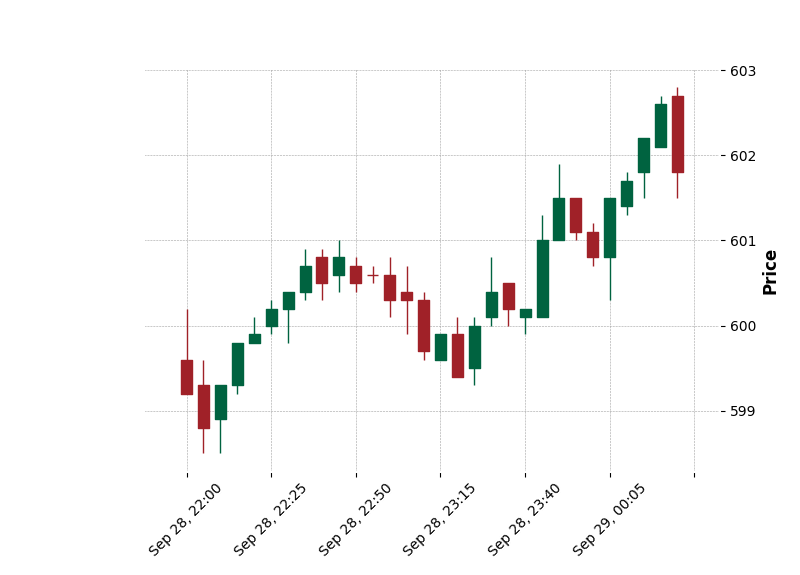 603
602
601
600
599
Price
Sep 28, 22:00
Sep 28, 22:25
Sep 28, 22:50
Sep 28, 23:15
Sep 28, 23:40
Sep 29, 00:05